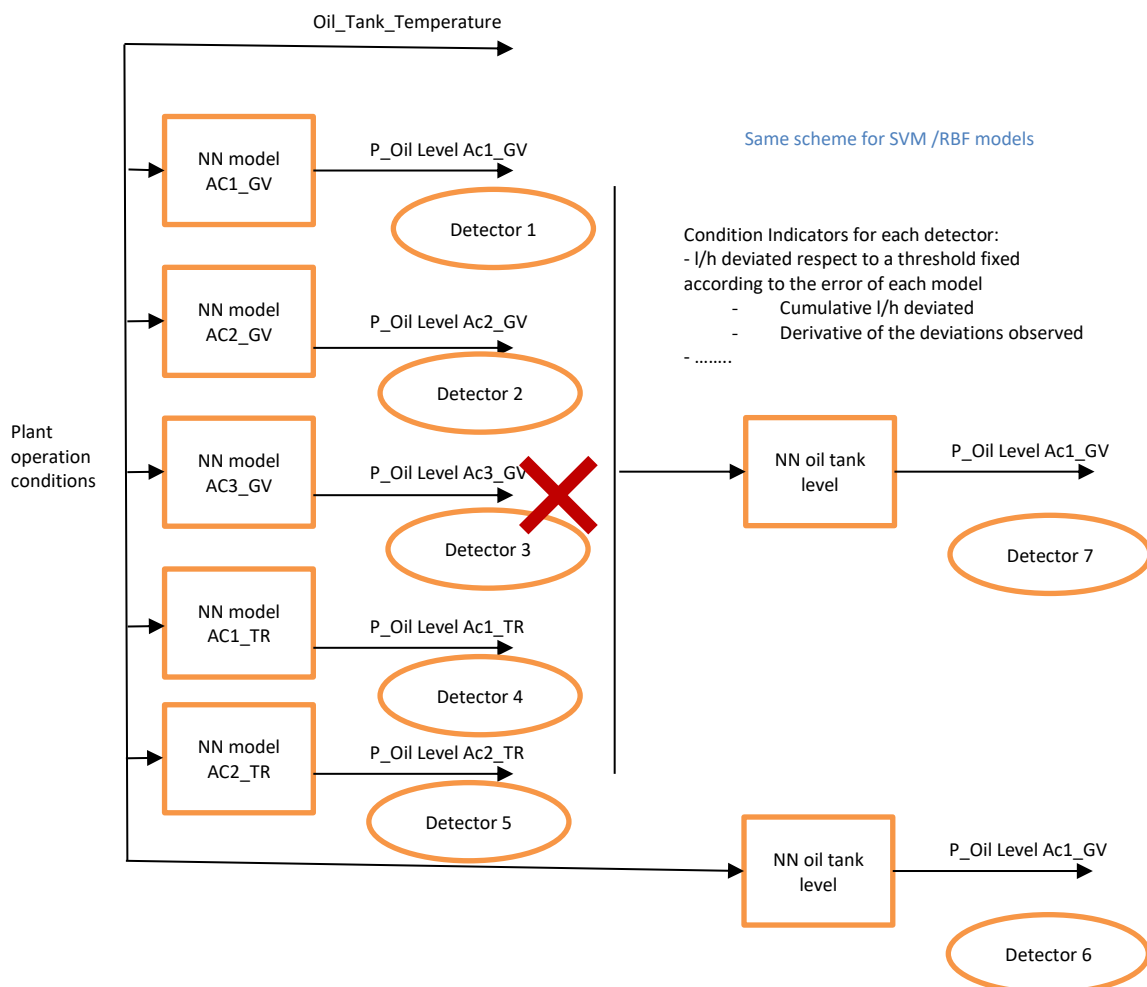 Oil_Tank_Temperature
NN model
AC1_GV
P_Oil Level Ac1_GV
Detector 1
Same scheme for SVM /RBF models
Condition Indicators for each detector:
- l/h deviated respect to a threshold fixed
according to the error of each model
- Cumulative l/h deviated
- Derivative of the deviations observed
- ……..
NN model
AC2_GV
P_Oil Level Ac2_GV
Detector 2
Plant
operation
conditions
NN model
AC3_GV
P_Oil Level Ac3_GV
Detector 3
NN oil tank
level
P_Oil Level Ac1_GV
Detector 7
NN model
AC1_TR
P_Oil Level Ac1_TR
Detector 4
NN model
AC2_TR
P_Oil Level Ac2_TR
Detector 5
NN oil tank
level
P_Oil Level Ac1_GV
Detector 6